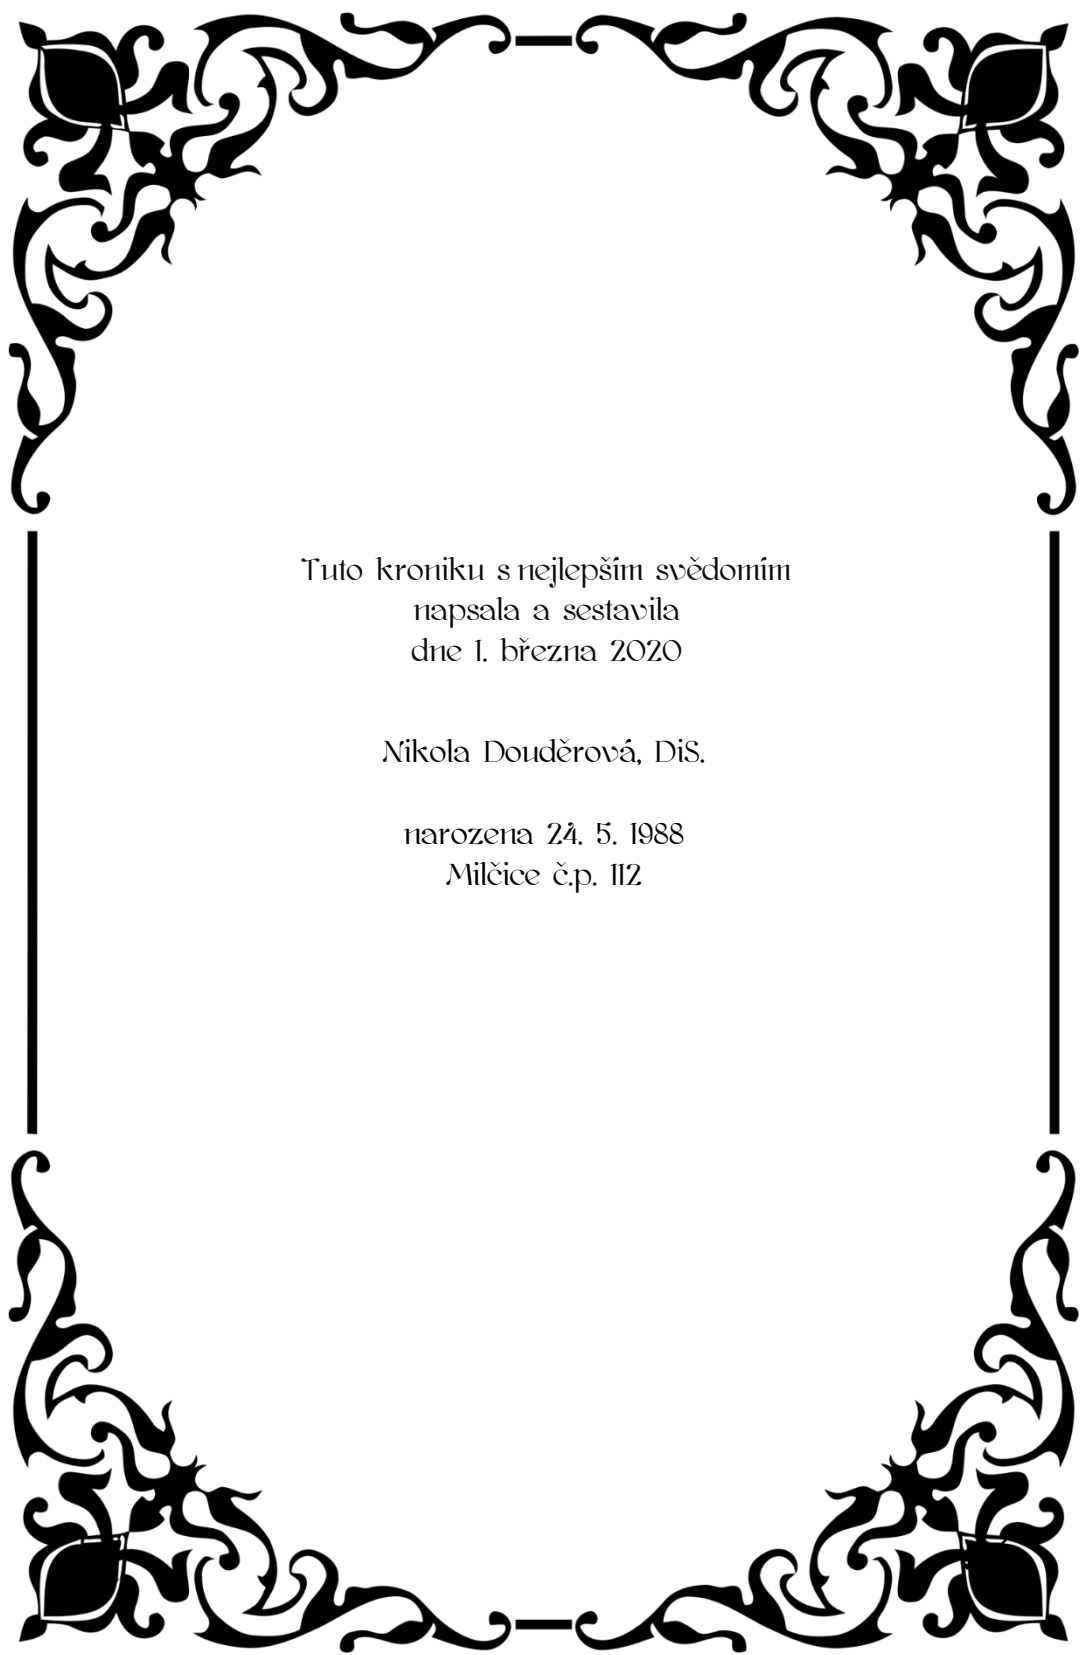 Tuto kroniku s nejlepším svědomím
napsala a sestavila
dne 1. března 2020
Nikola Douděrová, DiS.
narozena 24. 5. 1988
Milčice č.p. 112